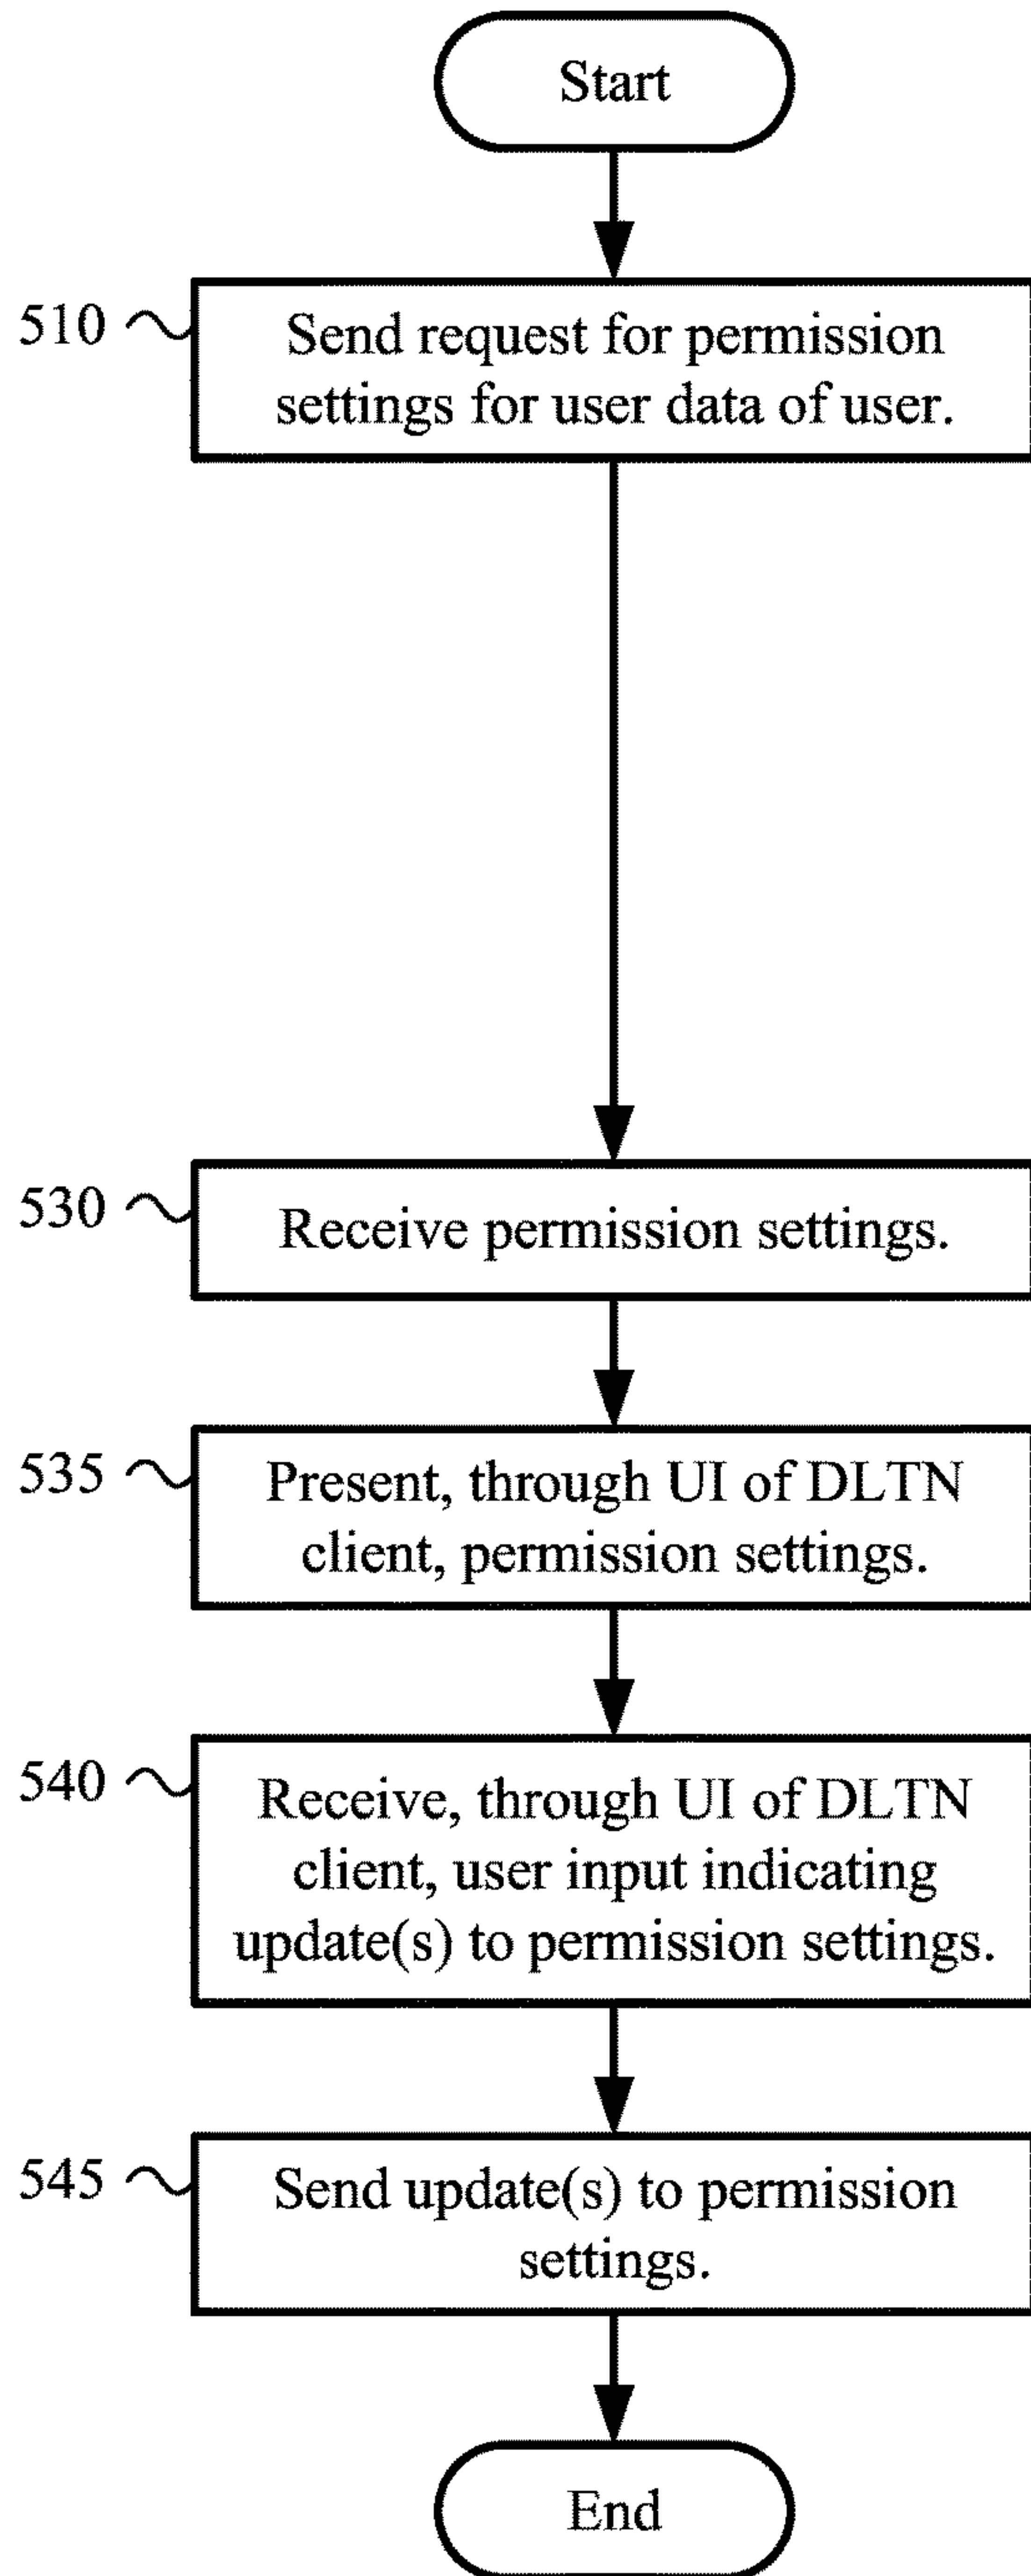 Start
510
Send request for permission
settings for user data of user.
530
Receive permission settings.
535
Present, through UI of DLTN
client, permission settings.
540
Receive, through UI of DLTN
client, user input indicating
update(s) to permission settings.
545
Send update(s) to permission
settings.
End